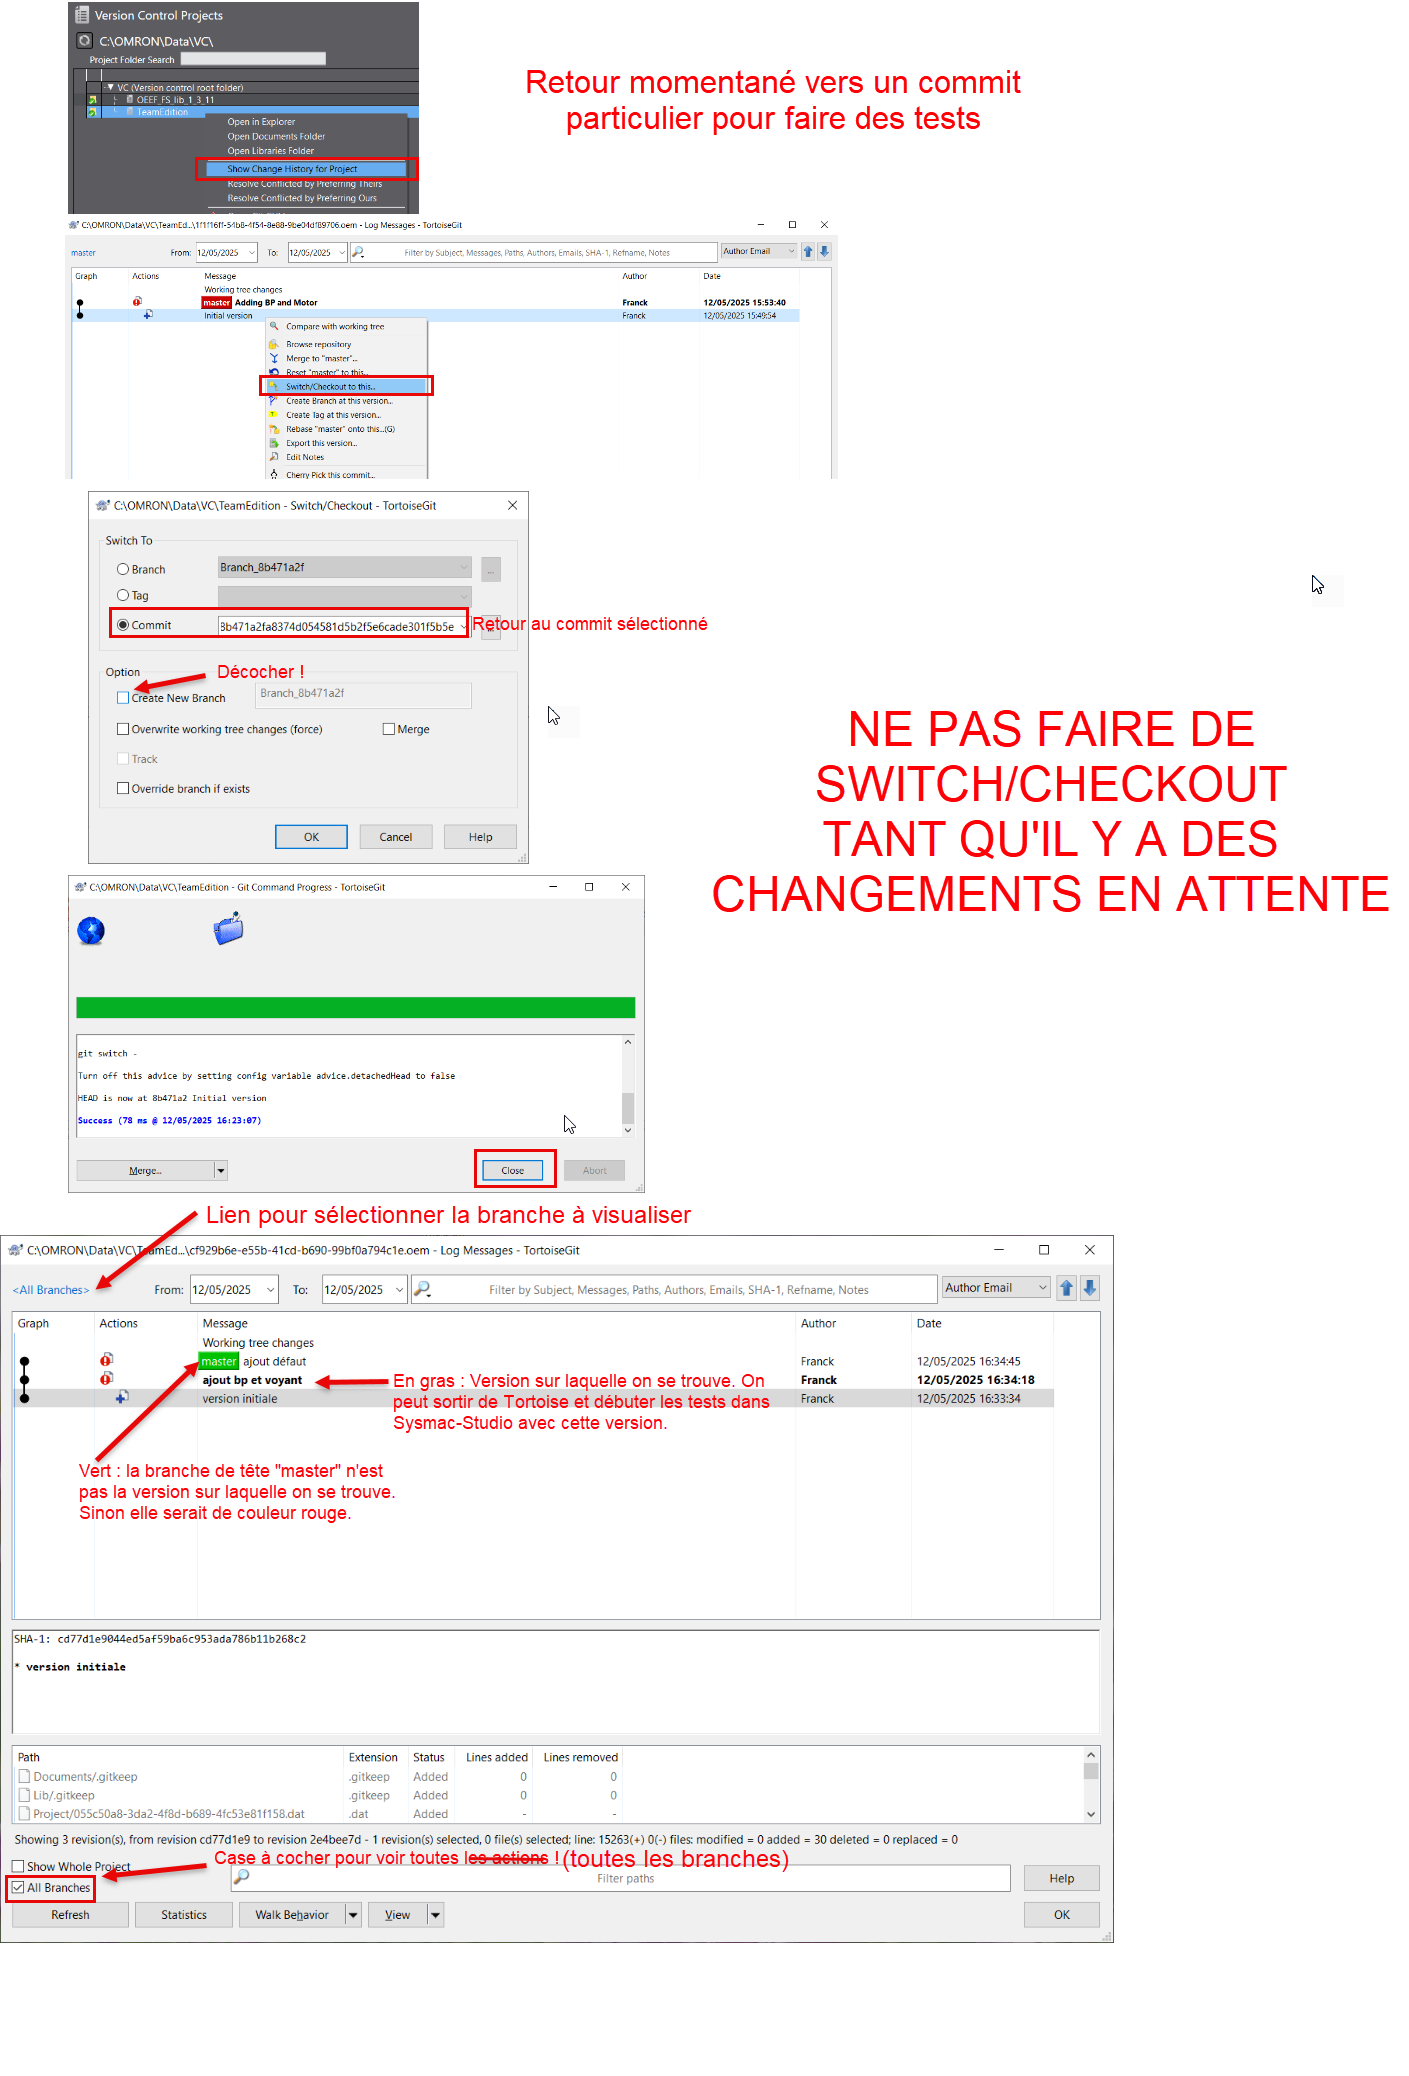 Version Control Projects
C:\OMRON\Data\VC\
Project Folder Search
VC (Version control root folder)
OEEF_FS_lib_1_3_11
TeamEdition
Open in Explorer
Open Documents Folder
Open Libraries Folder
Show Change History for Project
Resolve Conflicted by Preferring Theirs
Resolve Conflicted by Preferring Ours
Retour momentané vers un commit
particulier pour faire des tests
C:\OMRON\Data\VC\TeamEd...\1f1f16ff-54b8-4f54-8e88-9be04df89706.oem - Log Messages - TortoiseGit
master From: 12/05/2025 To: 12/05/2025 Filter by Subject, Messages, Paths, Authors, Emails, SHA-1, Refname, Notes Author Email
Graph Actions Message Author Date
Working tree changes
master Adding BP and Motor Franck 12/05/2025 15:53:40
Initial version Franck 12/05/2025 15:49:54
Compare with working tree
Browse repository
Merge to "master"...
Reset "master" to this...
Switch/Checkout to this...
Create Branch at this version...
Create Tag at this version...
Rebase "master" onto this...(G)
Export this version...
Edit Notes
Cherry Pick this commit...
C:\OMRON\Data\VC\TeamEdition - Switch/Checkout - TortoiseGit
Switch To
Branch Branch_8b471a2f ...
Tag
Commit 8b471a2fa8374d054581d5b2f5e6cade301f5b5e Retour au commit sélectionné
Option Décocher !
Create New Branch Branch_8b471a2f
Overwrite working tree changes (force) Merge
Track
Override branch if exists
OK Cancel Help
NE PAS FAIRE DE
SWITCH/CHECKOUT
TANT QU'IL Y A DES
CHANGEMENTS EN ATTENTE
C:\OMRON\Data\VC\TeamEdition - Git Command Progress - TortoiseGit
git switch -
Turn off this advice by setting config variable advice.detachedHead to false
HEAD is now at 8b471a2 Initial version
Success (78 ms @ 12/05/2025 16:23:07)
Merge... Close Abort
Lien pour sélectionner la branche à visualiser
C:\OMRON\Data\VC\TeamEd...\cf929b6e-e55b-41cd-b690-99bf0a794c1e.oem - Log Messages - TortoiseGit
<All Branches> From: 12/05/2025 To: 12/05/2025 Filter by Subject, Messages, Paths, Authors, Emails, SHA-1, Refname, Notes Author Email
Graph Actions Message Author Date
Working tree changes
master ajout défaut Franck 12/05/2025 16:34:45
ajout bp et voyant Franck 12/05/2025 16:34:18
version initiale Franck 12/05/2025 16:33:34
En gras : Version sur laquelle on se trouve. On
peut sortir de Tortoise et débuter les tests dans
Sysmac-Studio avec cette version.
Vert : la branche de tête "master" n'est
pas la version sur laquelle on se trouve.
Sinon elle serait de couleur rouge.
SHA-1: cd77d1e9044ed5af59ba6c953ada786b11b268c2
* version initiale
Path Extension Status Lines added Lines removed
Documents/.gitkeep .gitkeep Added 0 0
Lib/.gitkeep .gitkeep Added 0 0
Project/055c50a8-3da2-4f8d-b689-4fc53e81f158.dat .dat Added - -
Showing 3 revision(s), from revision cd77d1e9 to revision 2e4bee7d - 1 revision(s) selected, 0 file(s) selected; line: 15263(+) 0(-) files: modified = 0 added = 30 deleted = 0 replaced = 0
Case à cocher pour voir toutes les actions ! (toutes les branches)
Show Whole Project
All Branches Filter paths Help
Refresh Statistics Walk Behavior View OK